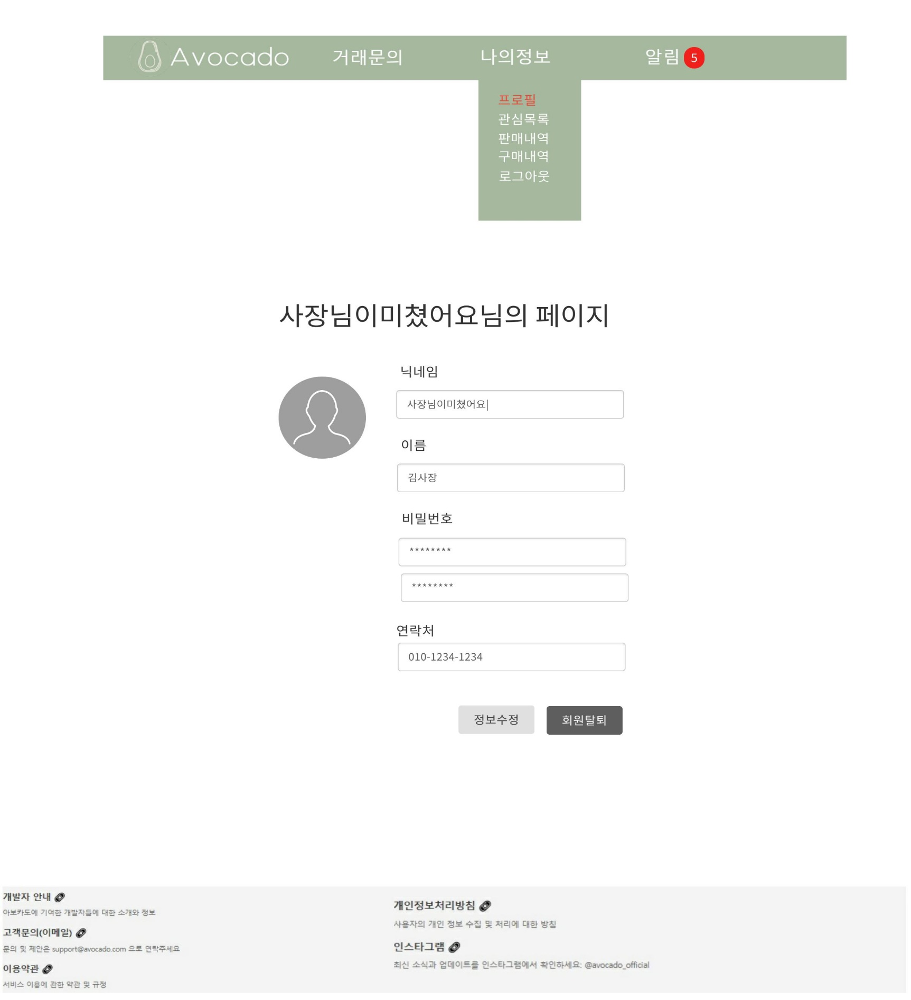 Avocado 거래문의 나의정보 알림 5
프로필
관심목록
판매내역
구매내역
로그아웃
사장님이미쳤어요님의 페이지
닉네임
사장님이미쳤어요|
이름
김사장
비밀번호
********
********
연락처
010-1234-1234
정보수정 회원탈퇴
개발자 안내
아보카도에 기여한 개발자들에 대한 소개와 정보
고객문의(이메일)
문의 및 제안은 support@avocado.com 으로 연락주세요
이용약관
서비스 이용에 관한 약관 및 규정
개인정보처리방침
사용자의 개인 정보 수집 및 처리에 대한 방침
인스타그램
최신 소식과 업데이트를 인스타그램에서 확인하세요: @avocado_official